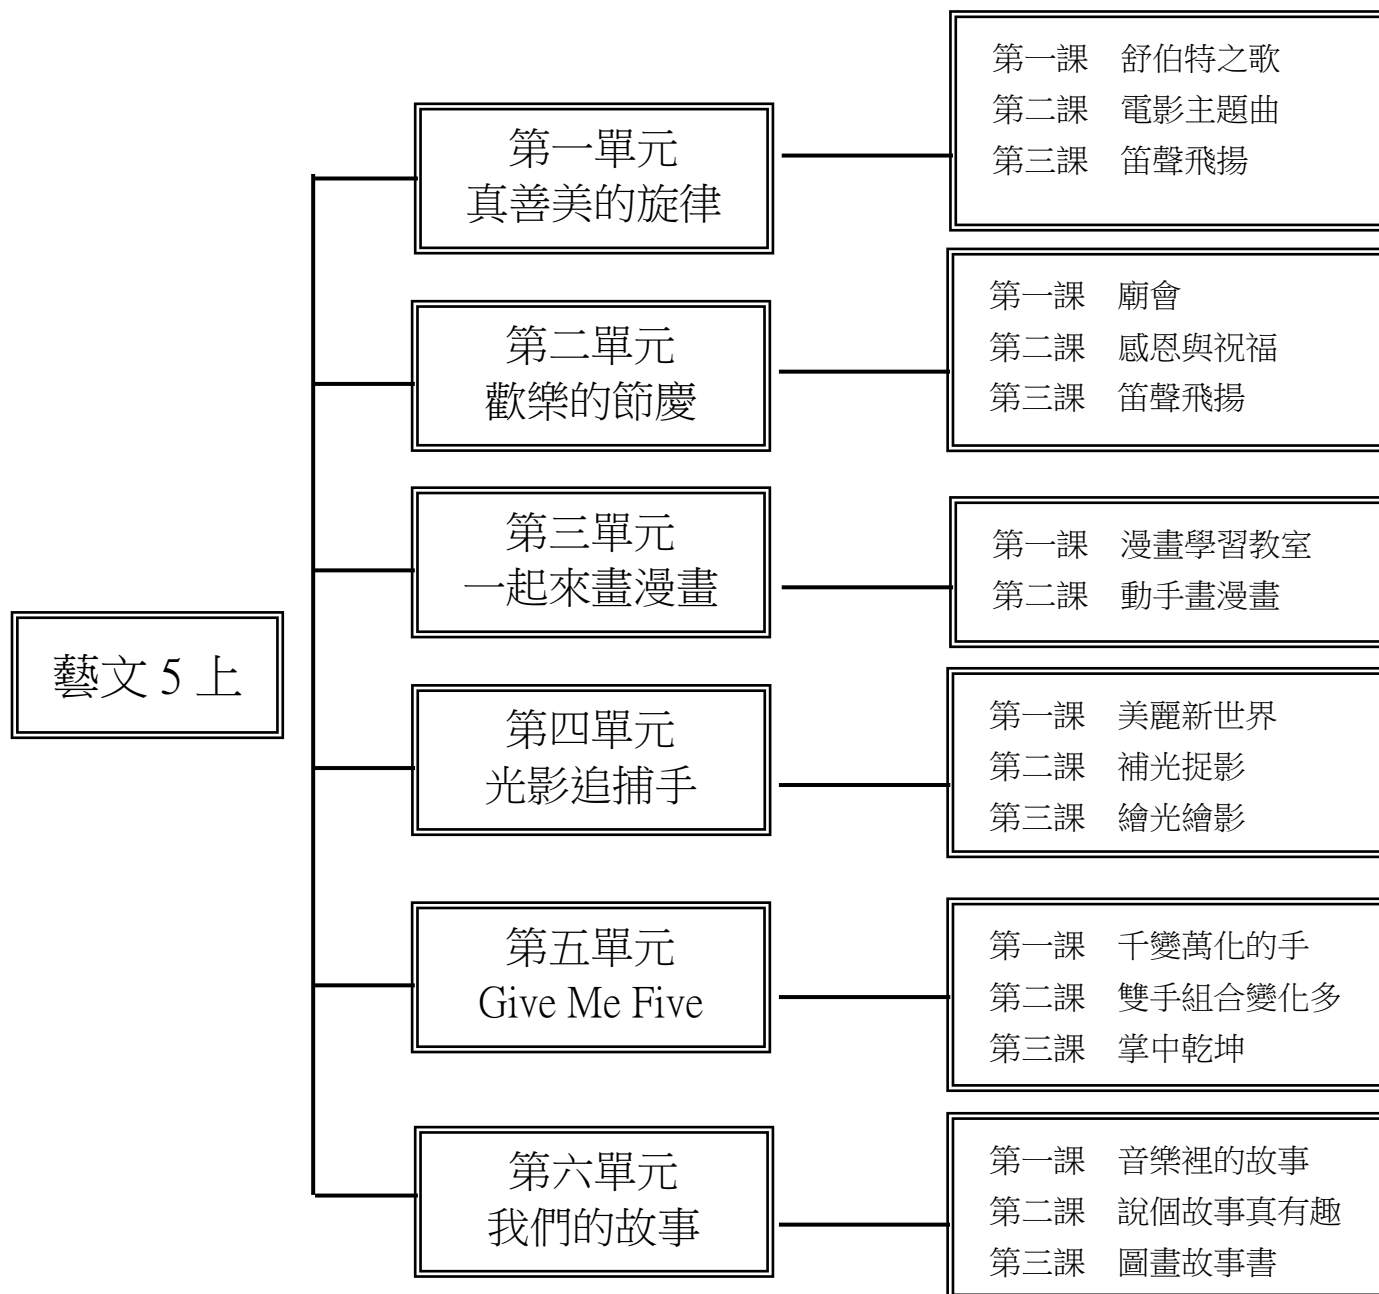 藝文 5 上
第一單元
真善美的旋律
第一課　舒伯特之歌
第二課　電影主題曲
第三課　笛聲飛揚
第二單元
歡樂的節慶
第一課　廟會
第二課　感恩與祝福
第三課　笛聲飛揚
第三單元
一起來畫漫畫
第一課　漫畫學習教室
第二課　動手畫漫畫
第四單元
光影追捕手
第一課　美麗新世界
第二課　補光捉影
第三課　繪光繪影
第五單元
Give Me Five
第一課　千變萬化的手
第二課　雙手組合變化多
第三課　掌中乾坤
第六單元
我們的故事
第一課　音樂裡的故事
第二課　說個故事真有趣
第三課　圖畫故事書